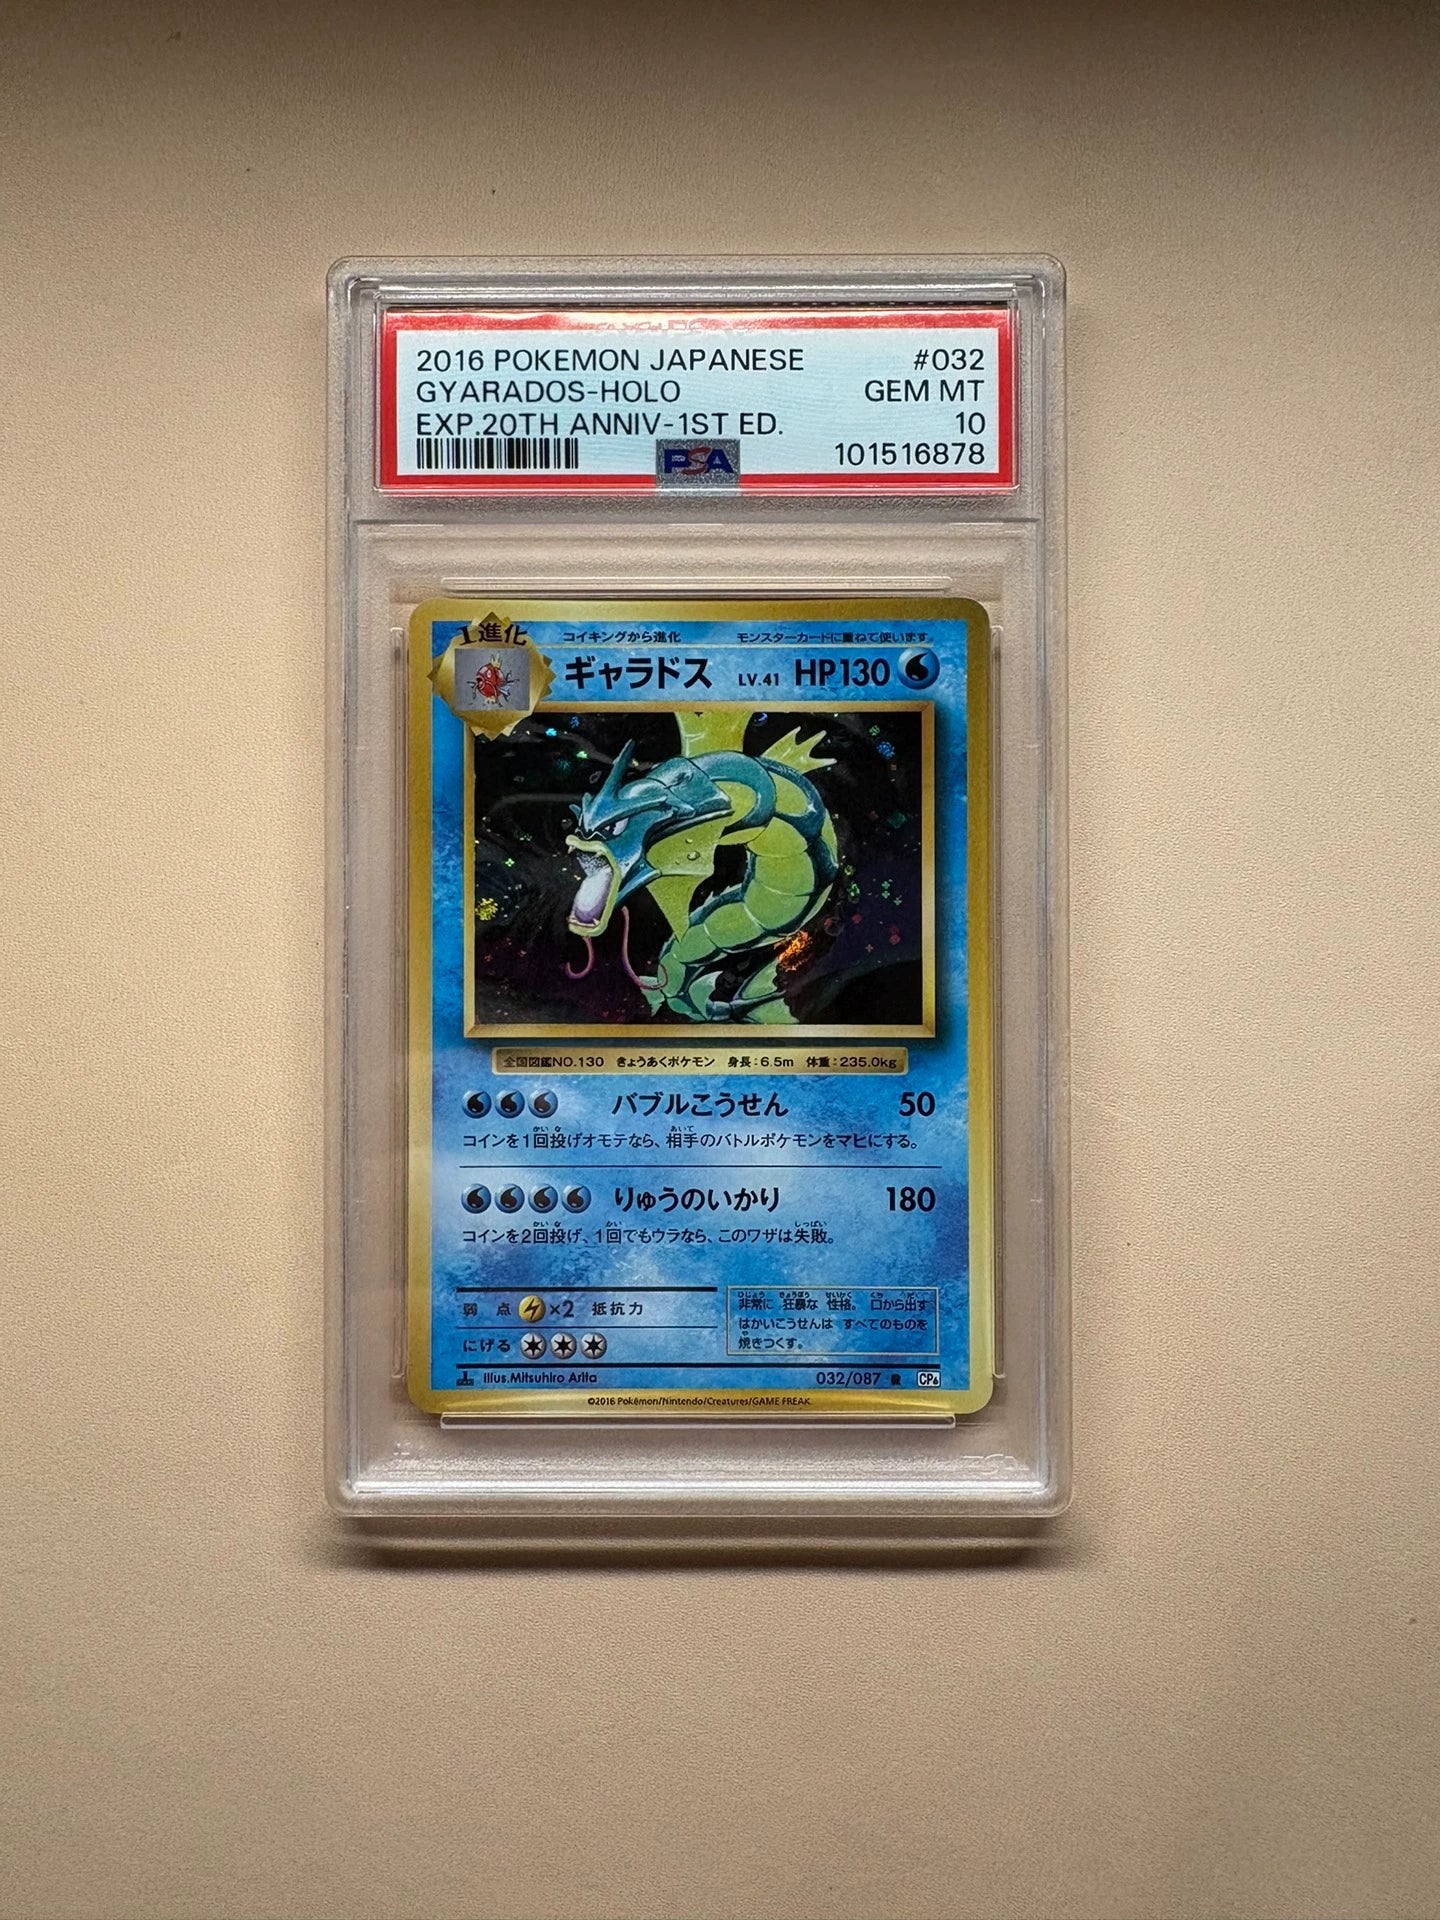 2016 POKEMON JAPANESE #032
GYARADOS-HOLO GEM MT
EXP.20TH ANNIV-1ST ED. 10
PSA 101516878
1進化 コイキングから進化 モンスターカードに重ねて使います。
ギャラドス LV.41 HP130
全国図鑑NO.130 きょうあくポケモン 身長:6.5m 体重:235.0kg
バブルこうせん 50
コインを1回投げオモテなら、相手のバトルポケモンをマヒにする。
りゅうのいかり 180
コインを2回投げ、1回でもウラなら、このワザは失敗。
弱点 ×2 抵抗力
にげる
非常に 狂暴な 性格。 口から出す
はかいこうせんは すべてのものを
焼きつくす。
Illus.Mitsuhiro Arita 032/087 R CP6
©2016 Pokémon/Nintendo/Creatures/GAME FREAK.